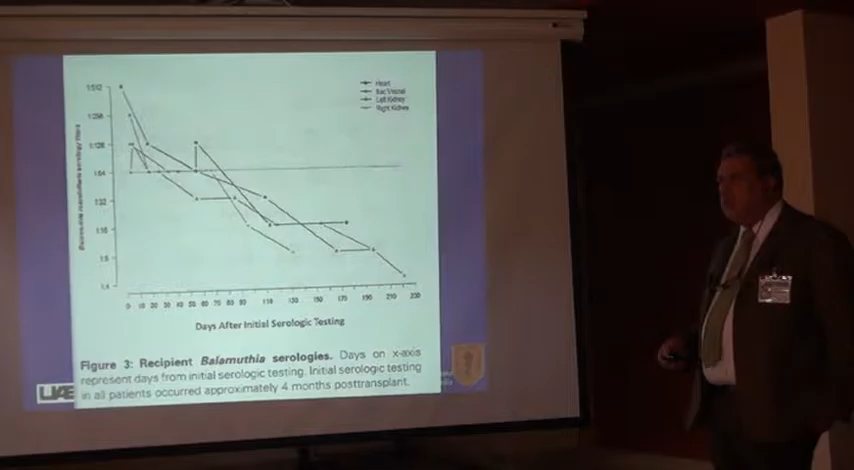 Heart
Iliac Vessel
Left Kidney
Right Kidney
1:512
1:256
1:128
1:64
1:32
1:16
1:8
1:4
0 10 20 30 40 50 60 70 80 90 110 130 150 170 190 210 230
Days After Initial Serologic Testing
Figure 3: Recipient Balamuthia serologies. Days on x-axis
represent days from initial serologic testing. Initial serologic testing
in all patients occurred approximately 4 months posttransplant.